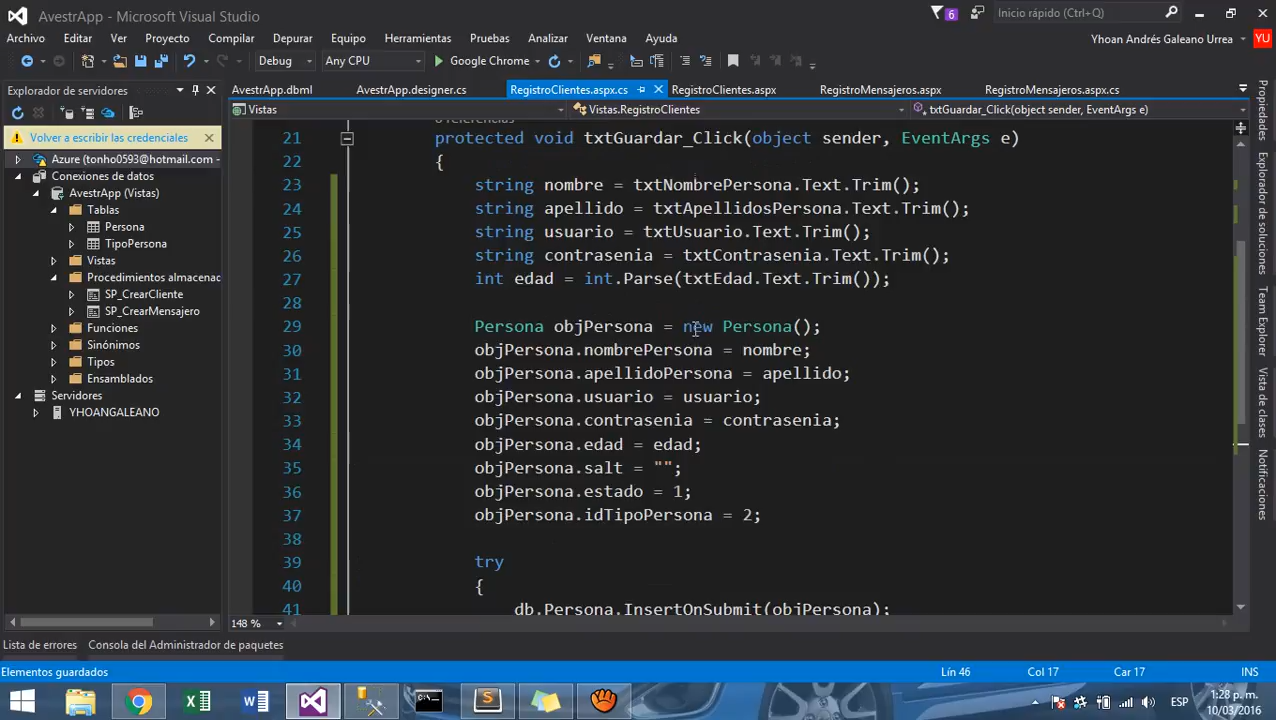 AvestrApp - Microsoft Visual Studio
6
Inicio rápido (Ctrl+Q)
Archivo Editar Ver Proyecto Compilar Depurar Equipo Herramientas Pruebas Analizar Ventana Ayuda
Yhoan Andrés Galeano Urrea
YU
Debug Any CPU Google Chrome
Explorador de servidores
AvestrApp.dbml AvestrApp.designer.cs RegistroClientes.aspx.cs RegistroClientes.aspx RegistroMensajeros.aspx RegistroMensajeros.aspx.cs
Vistas Vistas.RegistroClientes txtGuardar_Click(object sender, EventArgs e)
Volver a escribir las credenciales
Azure (tonho0593@hotmail.com -
Conexiones de datos
AvestrApp (Vistas)
Tablas
Persona
TipoPersona
Vistas
Procedimientos almacenad
SP_CrearCliente
SP_CrearMensajero
Funciones
Sinónimos
Tipos
Ensamblados
Servidores
YHOANGALEANO
21 protected void txtGuardar_Click(object sender, EventArgs e)
22 {
23 string nombre = txtNombrePersona.Text.Trim();
24 string apellido = txtApellidosPersona.Text.Trim();
25 string usuario = txtUsuario.Text.Trim();
26 string contrasenia = txtContrasenia.Text.Trim();
27 int edad = int.Parse(txtEdad.Text.Trim());
28
29 Persona objPersona = new Persona();
30 objPersona.nombrePersona = nombre;
31 objPersona.apellidoPersona = apellido;
32 objPersona.usuario = usuario;
33 objPersona.contrasenia = contrasenia;
34 objPersona.edad = edad;
35 objPersona.salt = "";
36 objPersona.estado = 1;
37 objPersona.idTipoPersona = 2;
38
39 try
40 {
41 db.Persona.InsertOnSubmit(objPersona);
148 %
Propiedades
Explorador de soluciones
Team Explorer
Vista de clases
Notificaciones
Lista de errores Consola del Administrador de paquetes
Elementos guardados Lín 46 Col 17 Car 17 INS
ESP
1:28 p. m.
10/03/2016